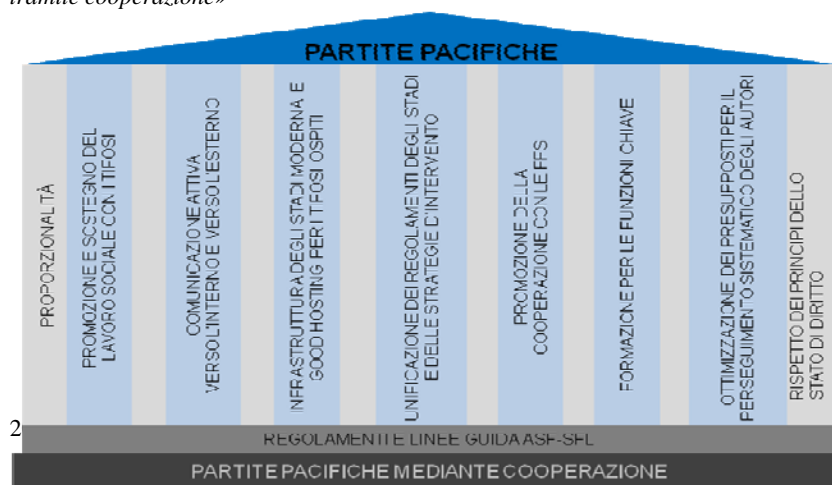 tramite cooperazione»
PARTITE PACIFICHE
PROPORZIONALITÀ
PROMOZIONE E SOSTEGNO DEL
LAVORO SOCIALE CON I TIFOSI
COMUNICAZIONE ATTIVA
VERSO L'INTERNO E VERSO L'ESTERNO
INFRASTRUTTURA DEGLI STADI MODERNA E
GOOD HOSTING PER I TIFOSI OSPITI
UNIFICAZIONE DEI REGOLAMENTI DEGLI STADI
E DELLE STRATEGIE D'INTERVENTO
PROMOZIONE DELLA
COOPERAZIONE CON LE FFS
FORMAZIONE PER LE FUNZIONI CHIAVE
OTTIMIZZAZIONE DEI PRESUPPOSTI PER IL
PERSEGUIMENTO SISTEMATICO DEGLI AUTORI
RISPETTO DEI PRINCIPI DELLO
STATO DI DIRITTO
2
REGOLAMENTI E LINEE GUIDA ASF-SFL
PARTITE PACIFICHE MEDIANTE COOPERAZIONE